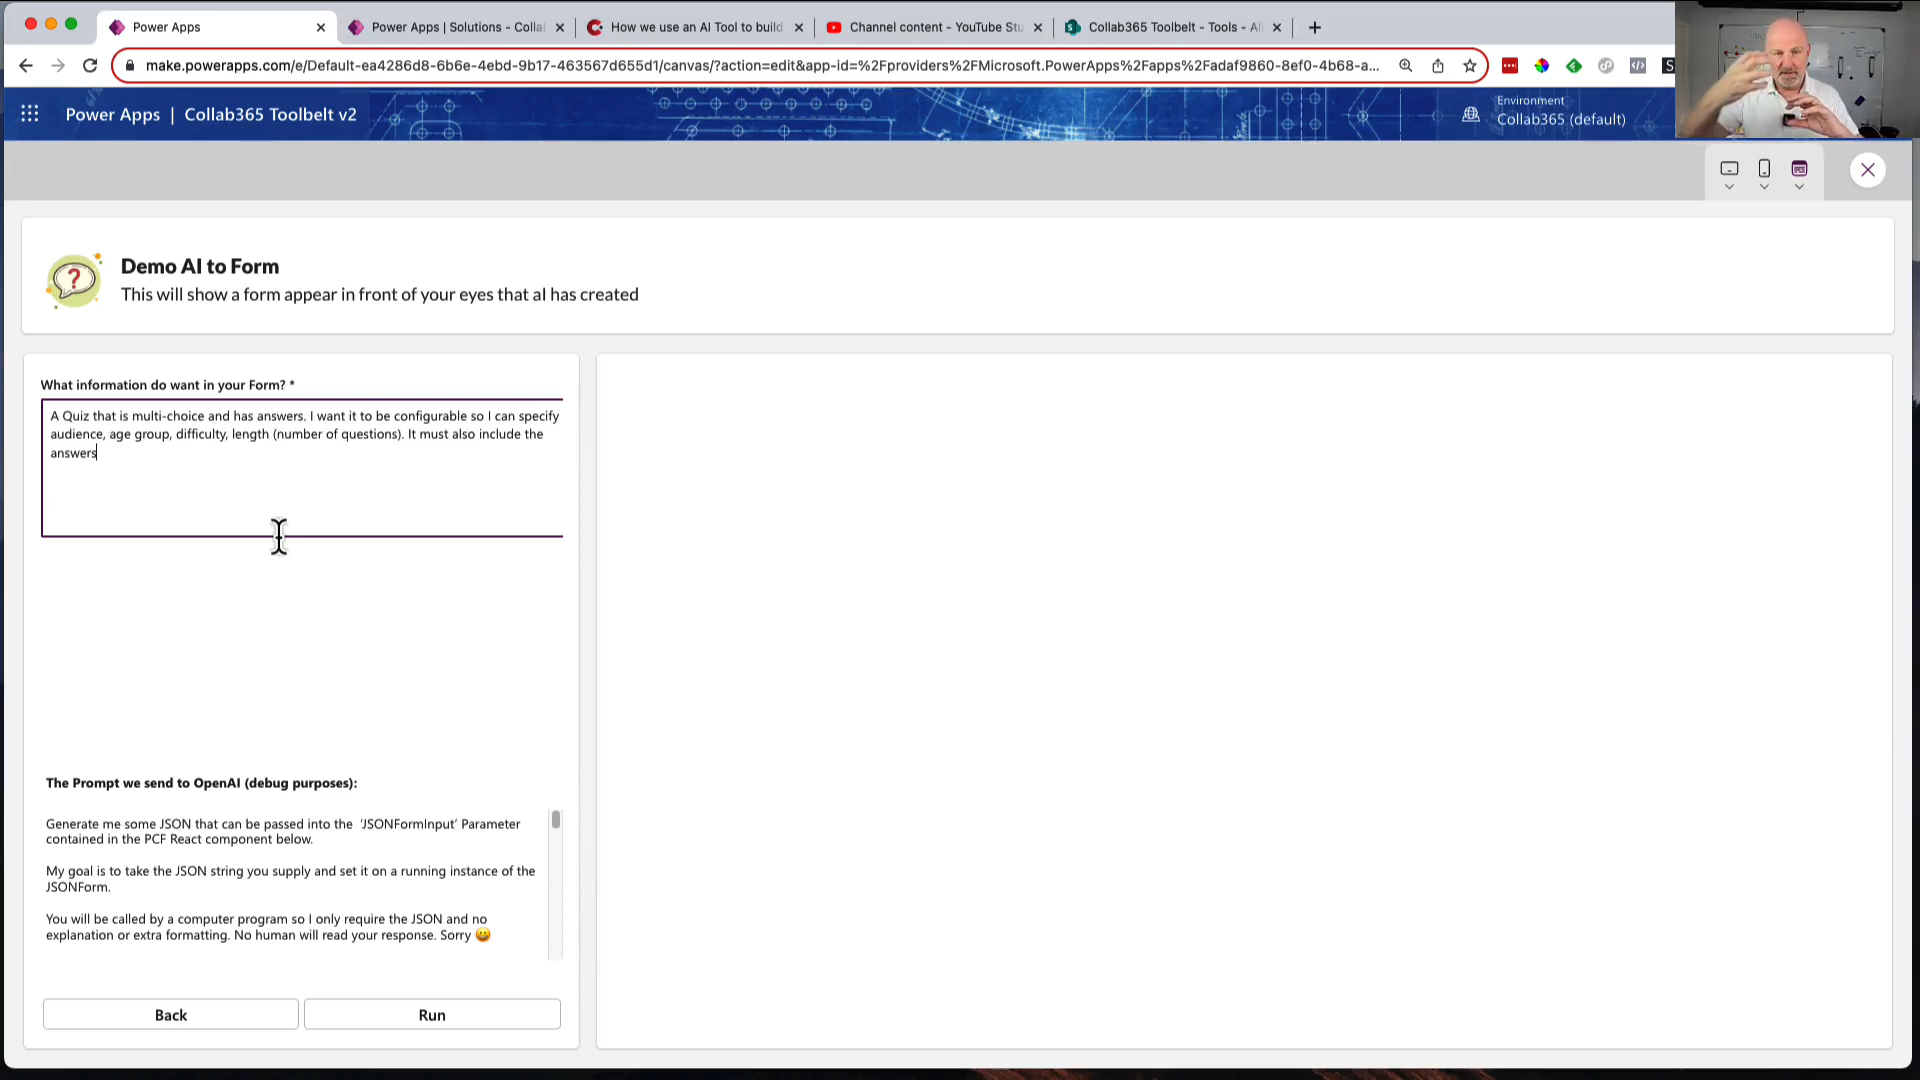 Power Apps
Power Apps | Solutions - Colla
How we use an AI Tool to build
Channel content - YouTube Stu
Collab365 Toolbelt - Tools - Al
make.powerapps.com/e/Default-ea4286d8-6b6e-4ebd-9b17-463567d655d1/canvas/?action=edit&app-id=%2Fproviders%2FMicrosoft.PowerApps%2Fapps%2Fadaf9860-8ef0-4b68-a...
Power Apps | Collab365 Toolbelt v2
Environment
Collab365 (default)
Demo AI to Form
This will show a form appear in front of your eyes that aI has created
What information do want in your Form? *
A Quiz that is multi-choice and has answers. I want it to be configurable so I can specify
audience, age group, difficulty, length (number of questions). It must also include the
answers
The Prompt we send to OpenAI (debug purposes):
Generate me some JSON that can be passed into the 'JSONFormInput' Parameter
contained in the PCF React component below.
My goal is to take the JSON string you supply and set it on a running instance of the
JSONForm.
You will be called by a computer program so I only require the JSON and no
explanation or extra formatting. No human will read your response. Sorry 😀
Back
Run